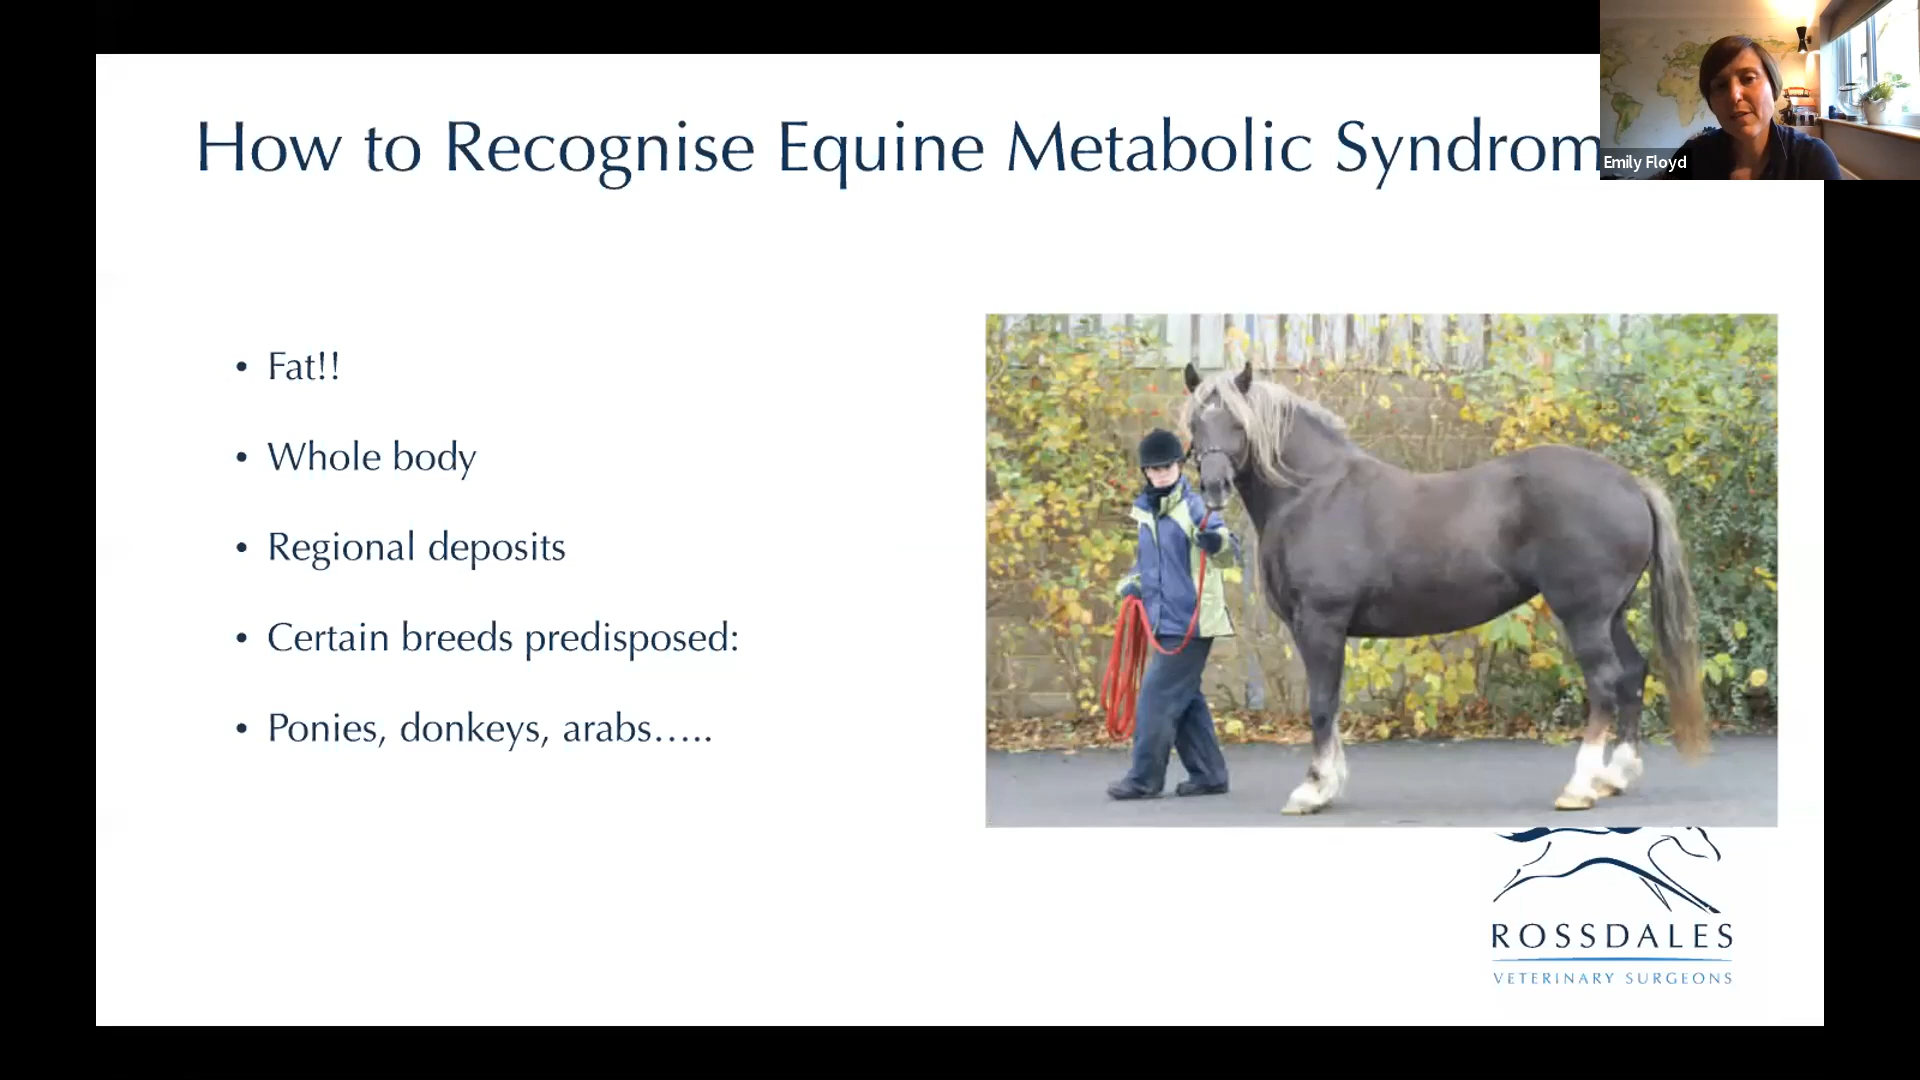 How to Recognise Equine Metabolic Syndrom
Emily Floyd
• Fat!!
• Whole body
• Regional deposits
• Certain breeds predisposed:
• Ponies, donkeys, arabs…..
ROSSDALES
VETERINARY SURGEONS